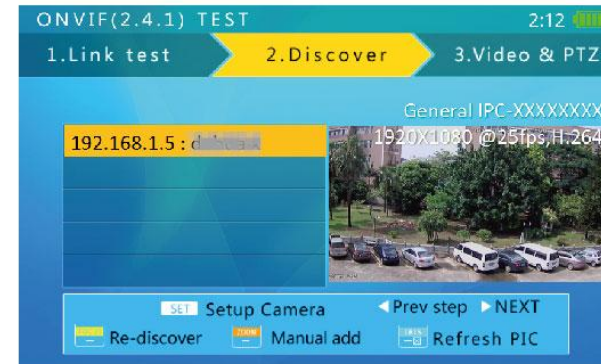 ONVIF(2.4.1) TEST 2:12
1.Link test 2.Discover 3.Video & PTZ
General IPC-XXXXXXXX
192.168.1.5 :
1920X1080 @25fps,H.264
SET Setup Camera Prev step NEXT
Re-discover ZOOM Manual add Refresh PIC